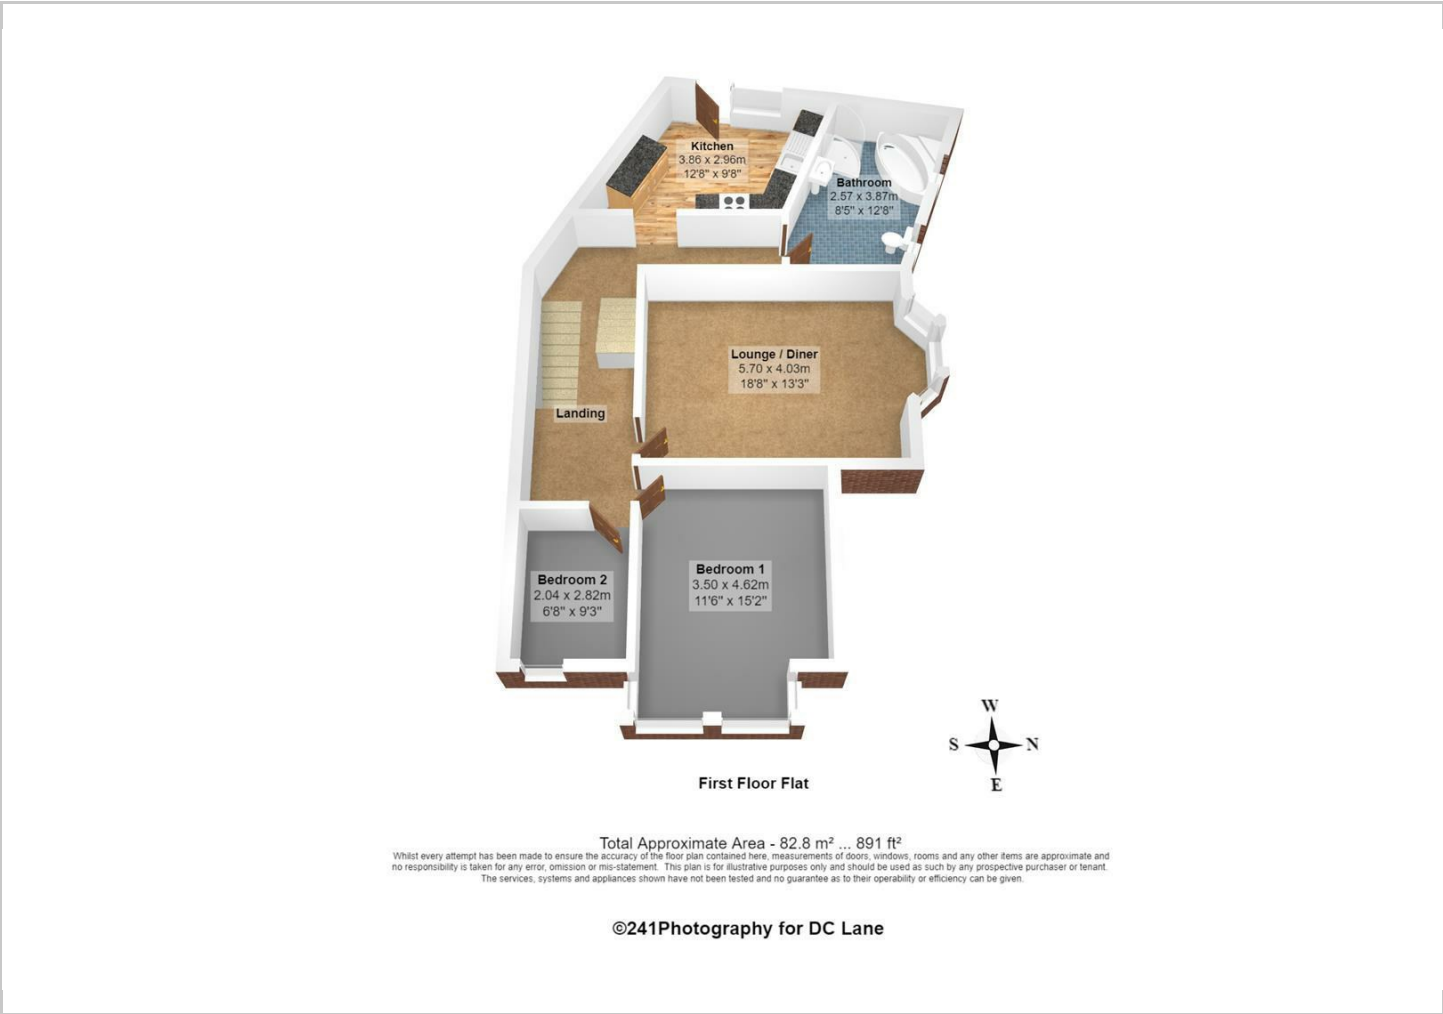 Kitchen
3.86 x 2.96m
12'8" x 9'8"
Bathroom
2.57 x 3.87m
8'5" x 12'8"
Lounge / Diner
5.70 x 4.03m
18'8" x 13'3"
Landing
Bedroom 1
3.50 x 4.62m
11'6" x 15'2"
Bedroom 2
2.04 x 2.82m
6'8" x 9'3"
W
S N
E
First Floor Flat
Total Approximate Area - 82.8 m² ... 891 ft²
Whilst every attempt has been made to ensure the accuracy of the floor plan contained here, measurements of doors, windows, rooms and any other items are approximate and
no responsibility is taken for any error, omission or mis-statement. This plan is for illustrative purposes only and should be used as such by any prospective purchaser or tenant.
The services, systems and appliances shown have not been tested and no guarantee as to their operability or efficiency can be given.
©241Photography for DC Lane